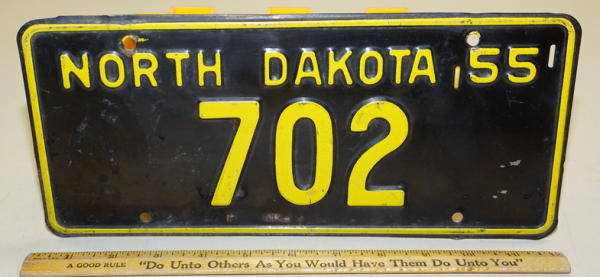 NORTH DAKOTA 55
702
A GOOD RULE "Do Unto Others As You Would Have Them Do Unto You"